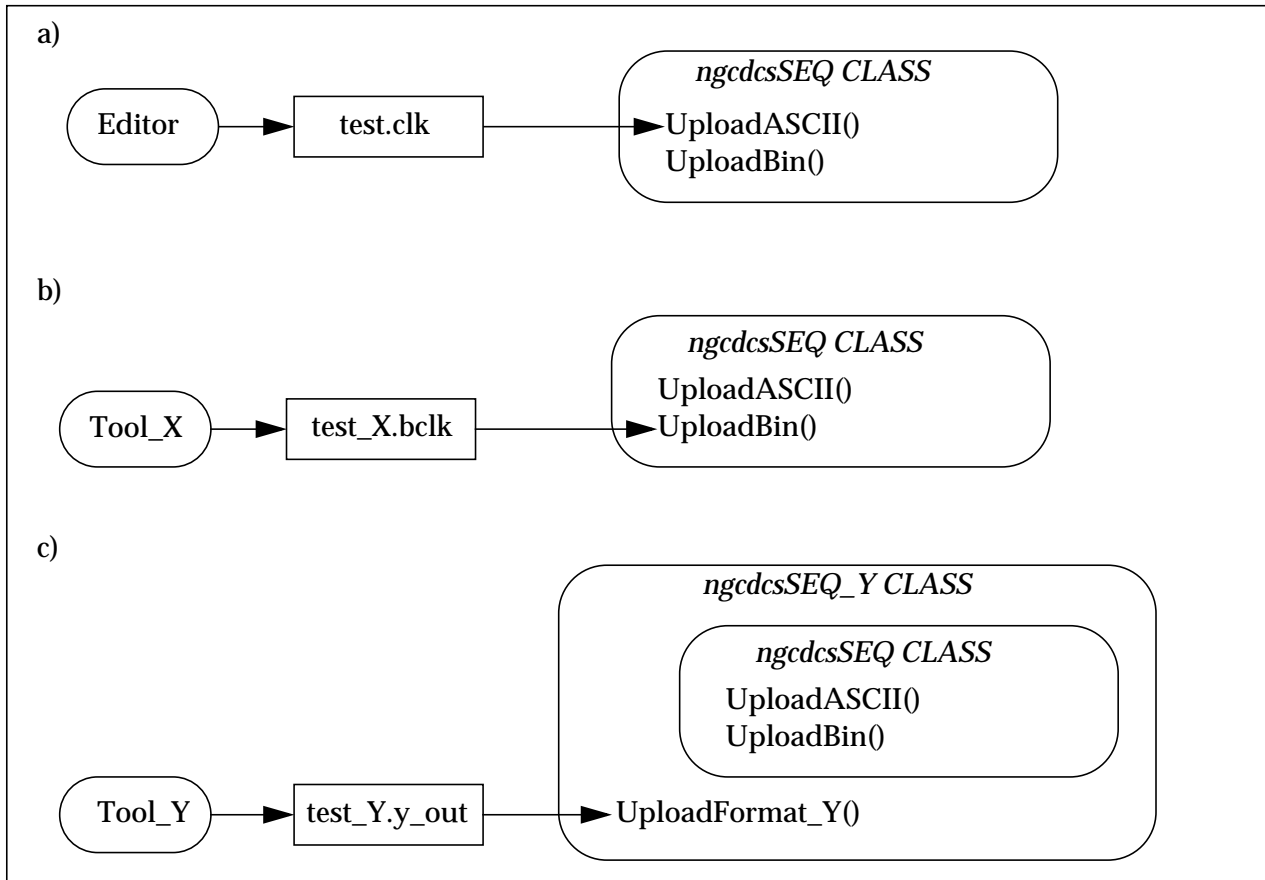 a)
ngcdcsSEQ CLASS
Editor
test.clk
UploadASCII()
UploadBin()
b)
ngcdcsSEQ CLASS
Tool_X
test_X.bclk
UploadASCII()
UploadBin()
c)
ngcdcsSEQ_Y CLASS
ngcdcsSEQ CLASS
UploadASCII()
UploadBin()
Tool_Y
test_Y.y_out
UploadFormat_Y()